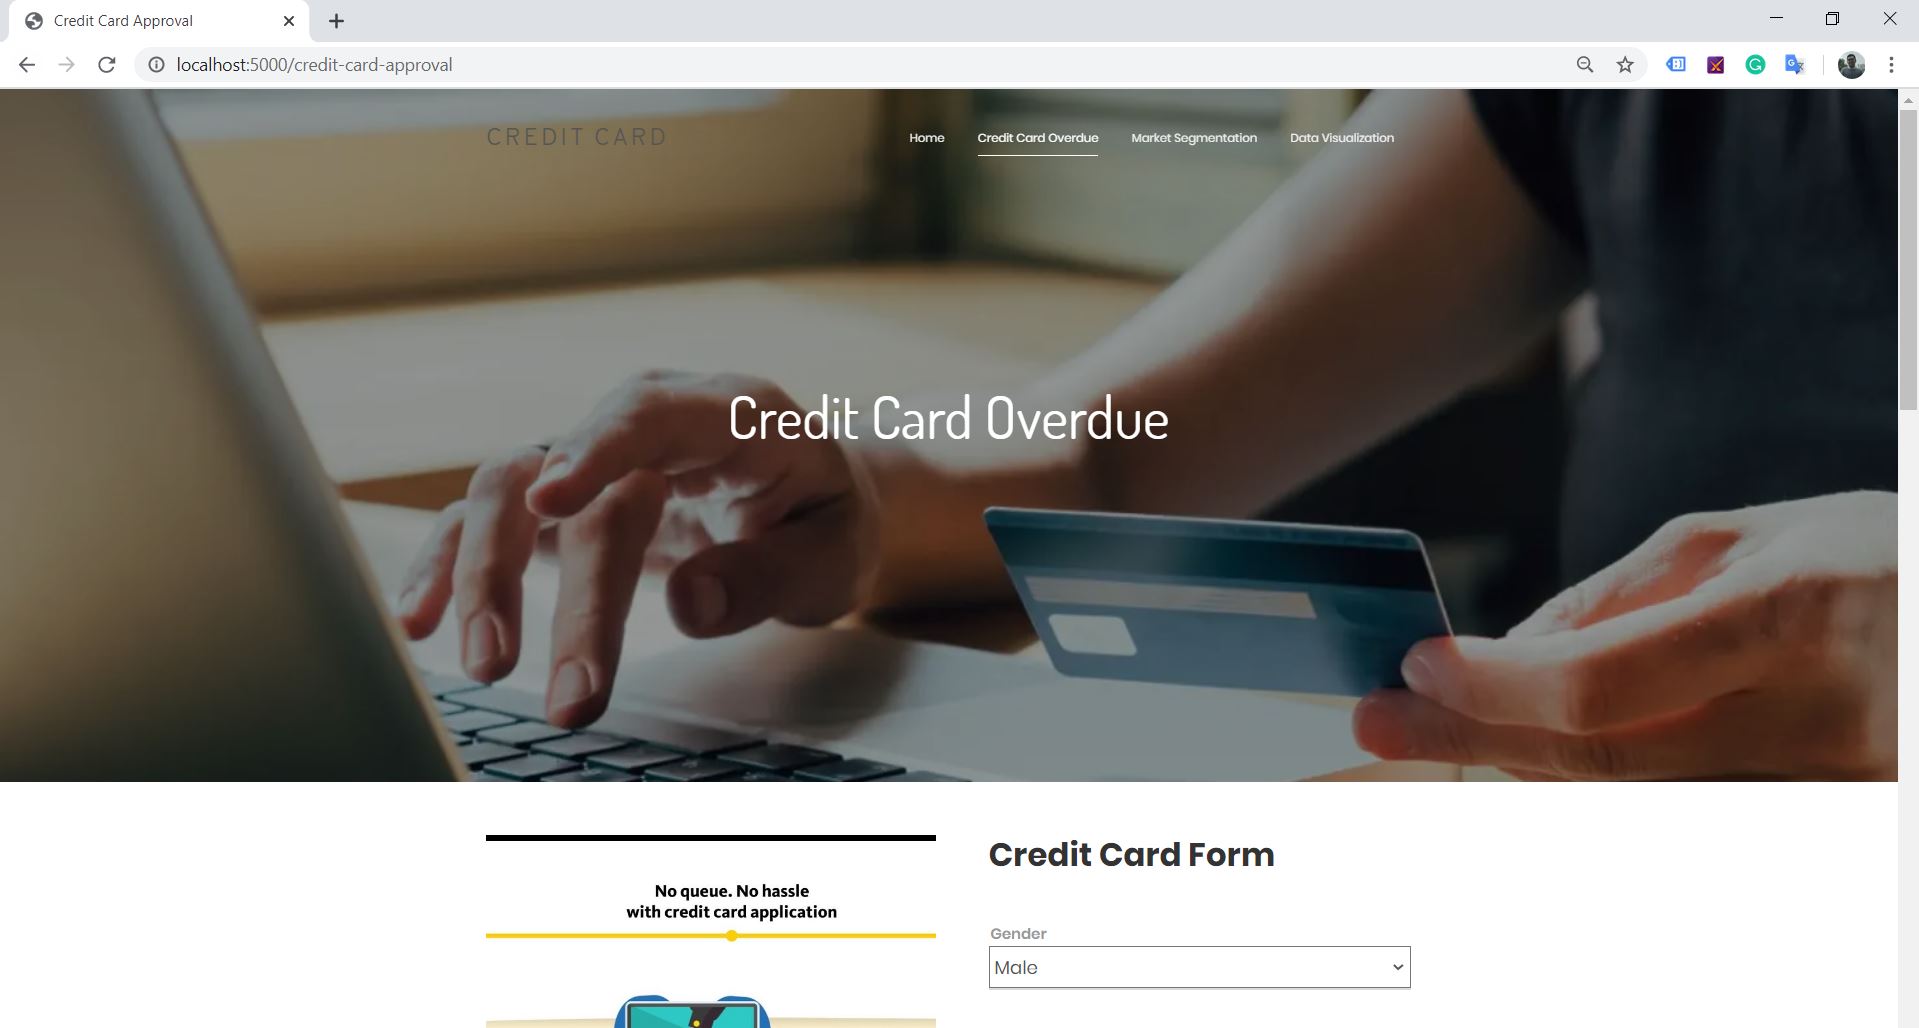 Credit Card Approval
localhost:5000/credit-card-approval
CREDIT CARD
Home Credit Card Overdue Market Segmentation Data Visualization
Credit Card Overdue
No queue. No hassle
with credit card application
Credit Card Form
Gender
Male